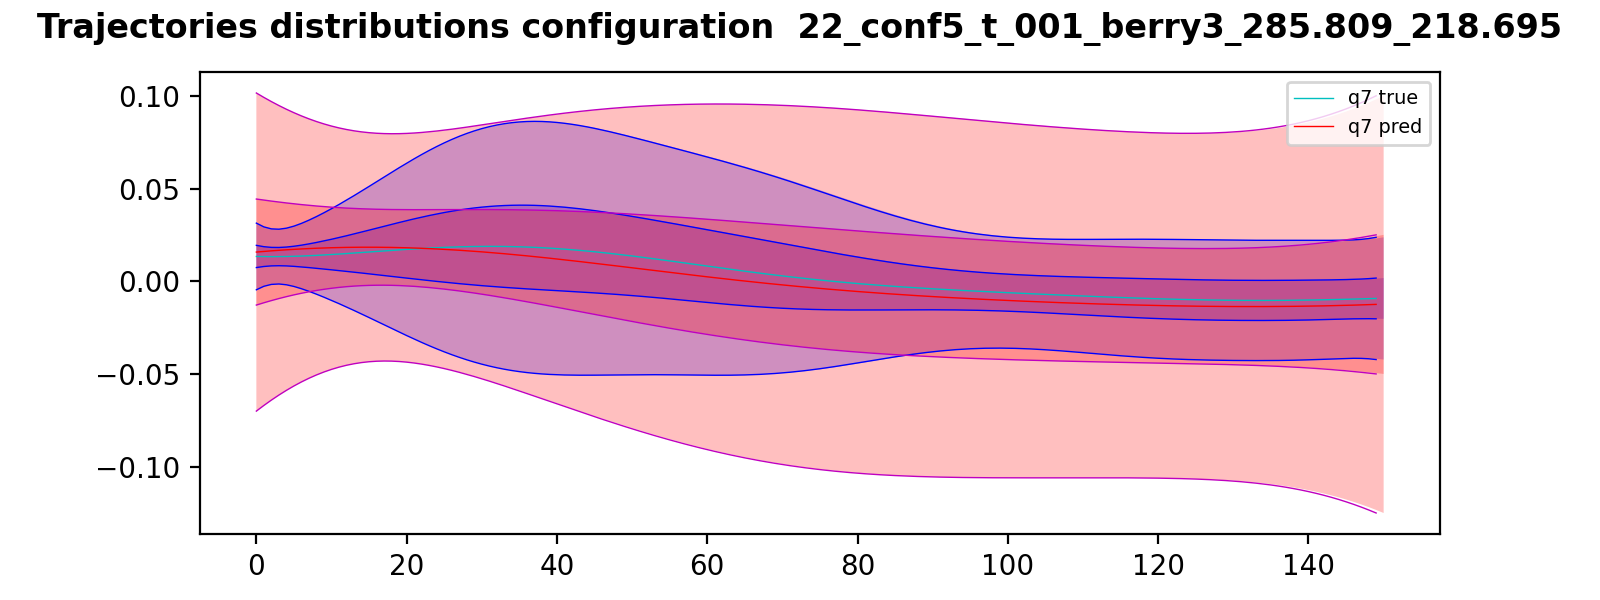 Trajectories distributions configuration  22_conf5_t_001_berry3_285.809_218.695
q7 true
q7 pred
0.10
0.05
0.00
−0.05
−0.10
0 20 40 60 80 100 120 140